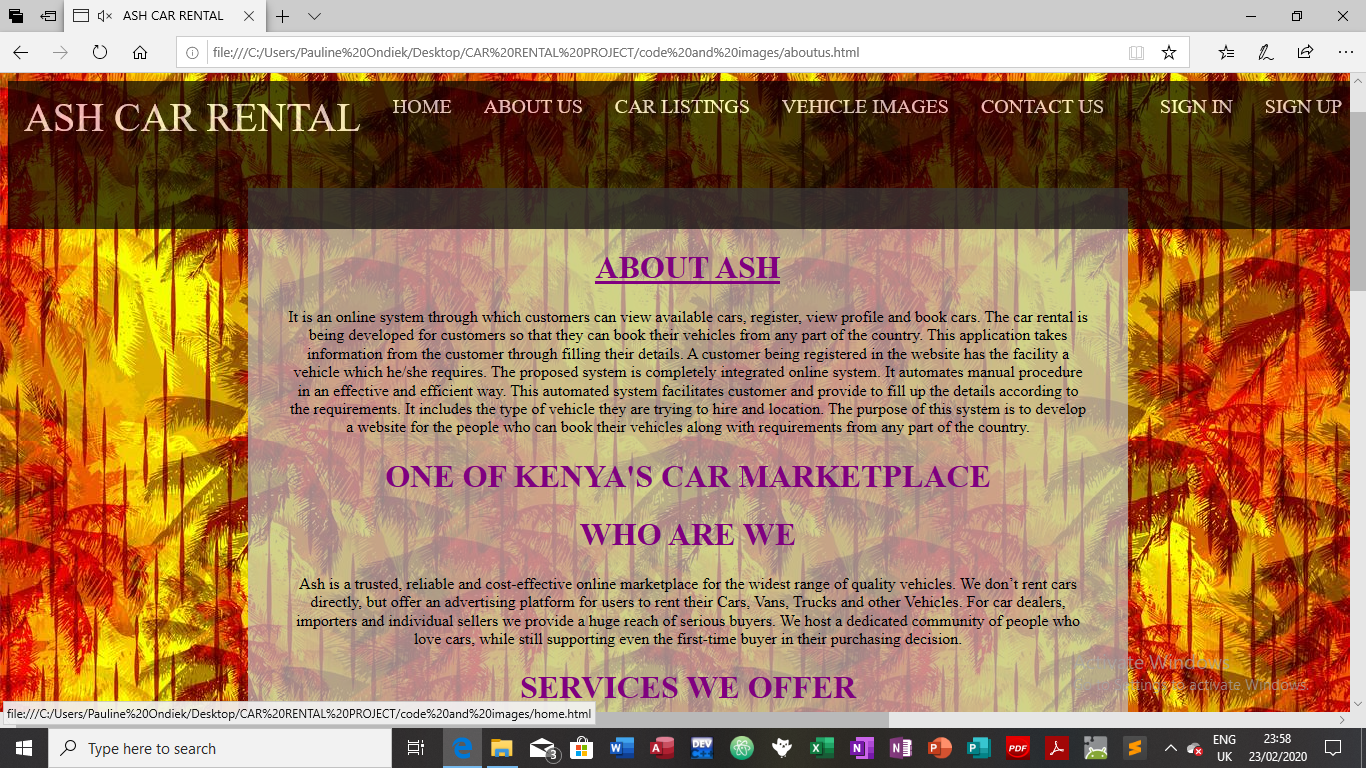 ASH CAR RENTAL
file:///C:/Users/Pauline%20Ondiek/Desktop/CAR%20RENTAL%20PROJECT/code%20and%20images/aboutus.html
ASH CAR RENTAL HOME ABOUT US CAR LISTINGS VEHICLE IMAGES CONTACT US SIGN IN SIGN UP
ABOUT ASH
It is an online system through which customers can view available cars, register, view profile and book cars. The car rental is
being developed for customers so that they can book their vehicles from any part of the country. This application takes
information from the customer through filling their details. A customer being registered in the website has the facility a
vehicle which he/she requires. The proposed system is completely integrated online system. It automates manual procedure
in an effective and efficient way. This automated system facilitates customer and provide to fill up the details according to
the requirements. It includes the type of vehicle they are trying to hire and location. The purpose of this system is to develop
a website for the people who can book their vehicles along with requirements from any part of the country.
ONE OF KENYA'S CAR MARKETPLACE
WHO ARE WE
Ash is a trusted, reliable and cost-effective online marketplace for the widest range of quality vehicles. We don’t rent cars
directly, but offer an advertising platform for users to rent their Cars, Vans, Trucks and other Vehicles. For car dealers,
importers and individual sellers we provide a huge reach of serious buyers. We host a dedicated community of people who
love cars, while still supporting even the first-time buyer in their purchasing decision.
Windows
activate Windows.
SERVICES WE OFFER
file:///C:/Users/Pauline%20Ondiek/Desktop/CAR%20RENTAL%20PROJECT/code%20and%20images/home.html
Type here to search
3
DEV
PDF
ENG
UK
23:58
23/02/2020